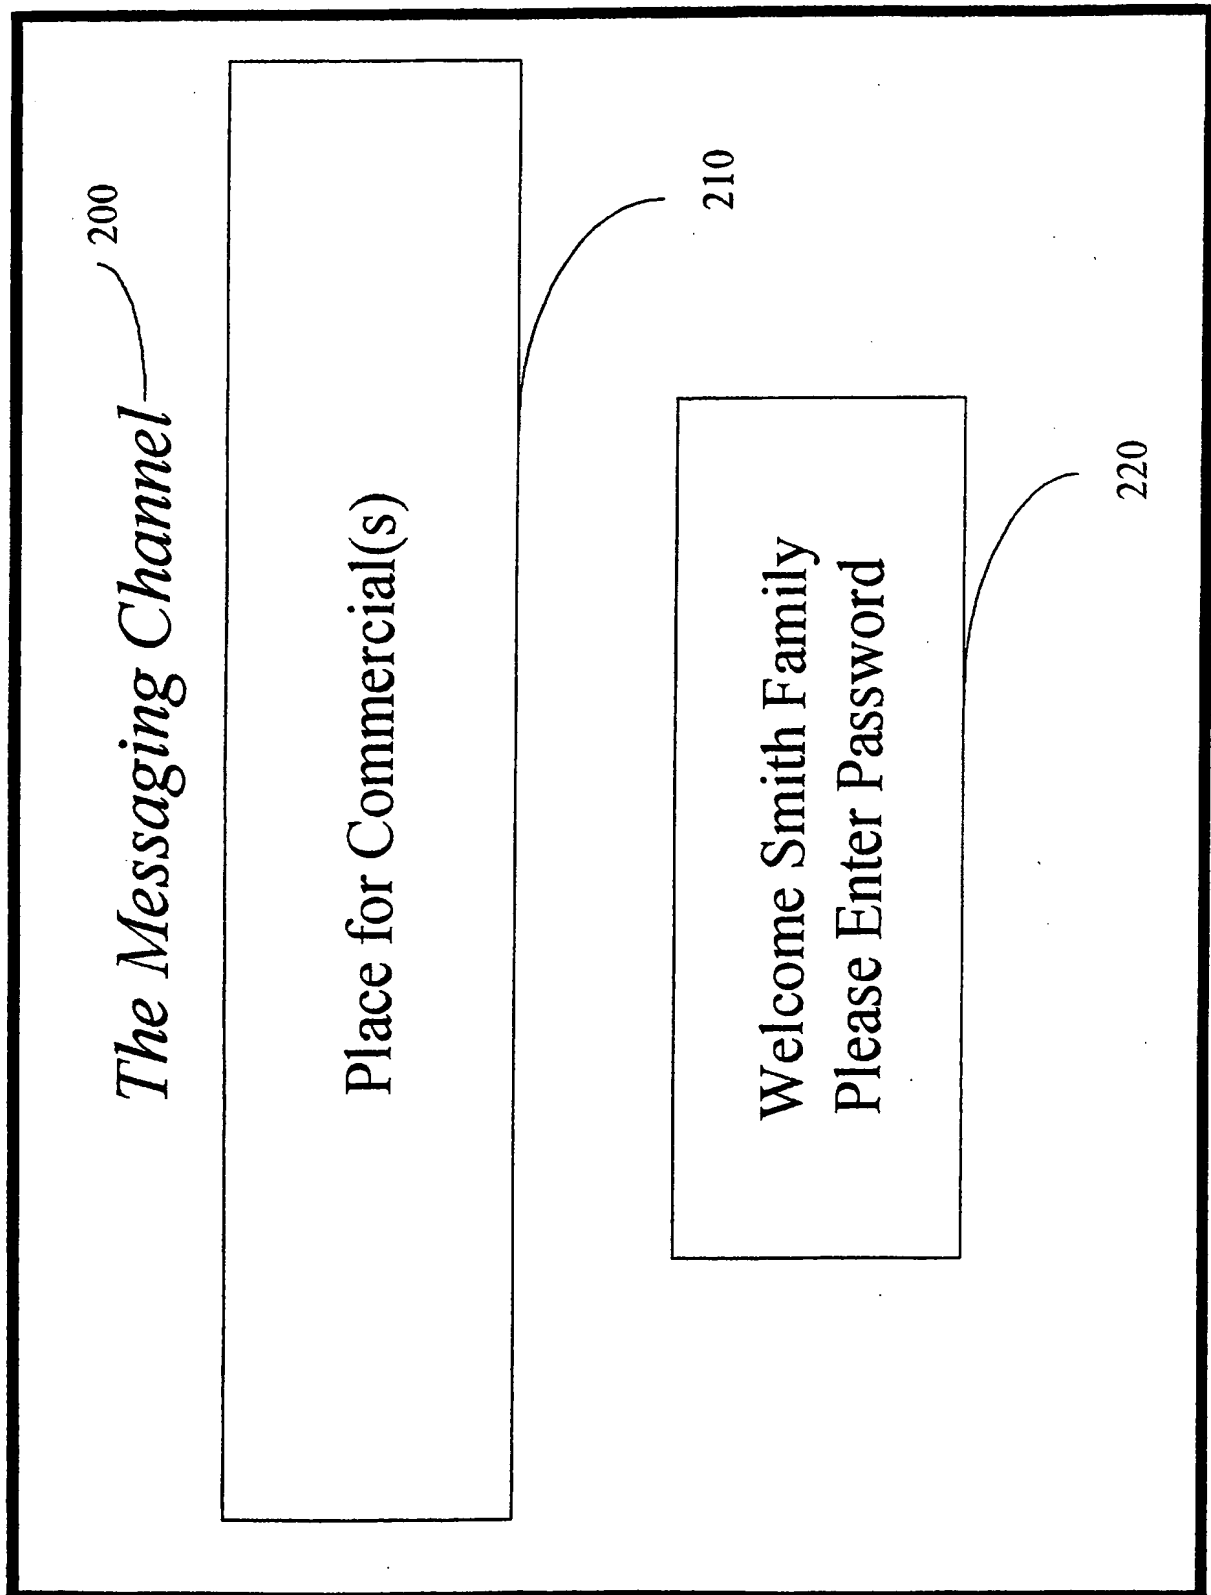 The Messaging Channel
200
Place for Commercial(s)
210
Welcome Smith Family
Please Enter Password
220